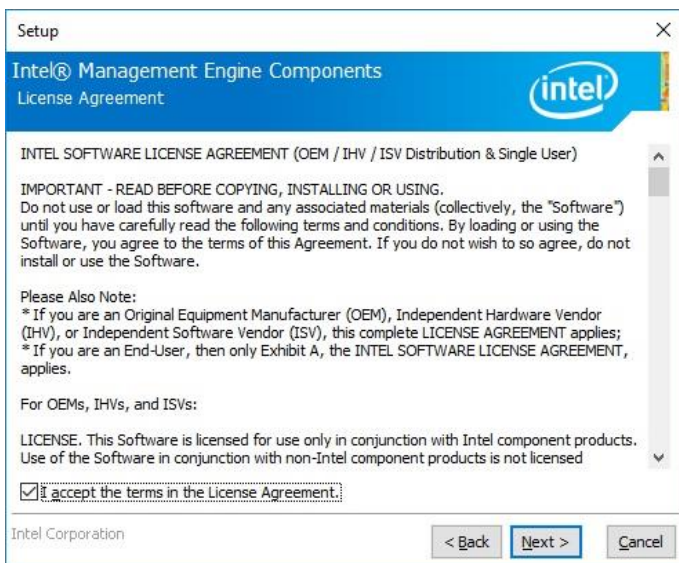 Setup
Intel® Management Engine Components
License Agreement
intel
INTEL SOFTWARE LICENSE AGREEMENT (OEM / IHV / ISV Distribution & Single User)
IMPORTANT - READ BEFORE COPYING, INSTALLING OR USING.
Do not use or load this software and any associated materials (collectively, the "Software")
until you have carefully read the following terms and conditions. By loading or using the
Software, you agree to the terms of this Agreement. If you do not wish to so agree, do not
install or use the Software.
Please Also Note:
* If you are an Original Equipment Manufacturer (OEM), Independent Hardware Vendor
(IHV), or Independent Software Vendor (ISV), this complete LICENSE AGREEMENT applies;
* If you are an End-User, then only Exhibit A, the INTEL SOFTWARE LICENSE AGREEMENT,
applies.
For OEMs, IHVs, and ISVs:
LICENSE. This Software is licensed for use only in conjunction with Intel component products.
Use of the Software in conjunction with non-Intel component products is not licensed
I accept the terms in the License Agreement.
Intel Corporation
< Back
Next >
Cancel